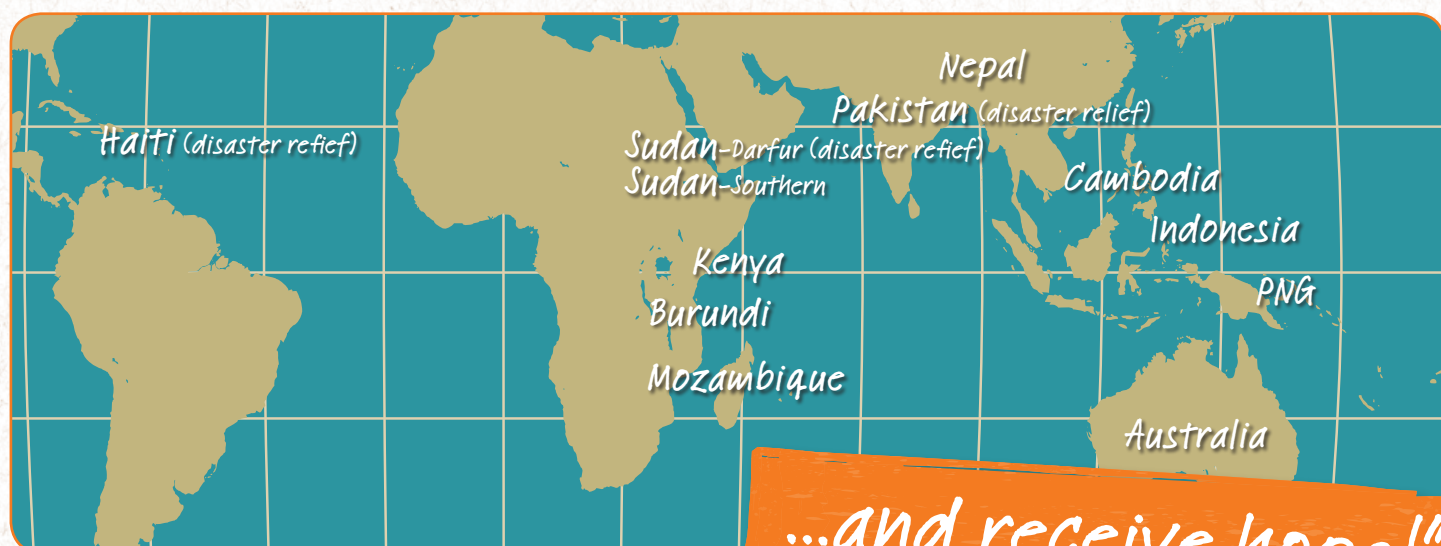 Nepal
Pakistan (disaster relief)
Haiti (disaster refief)
Sudan-Darfur (disaster refief)
Sudan-Southern
Cambodia
Indonesia
Kenya
PNG
Burundi
Mozambique
Australia
...and receive hope!"